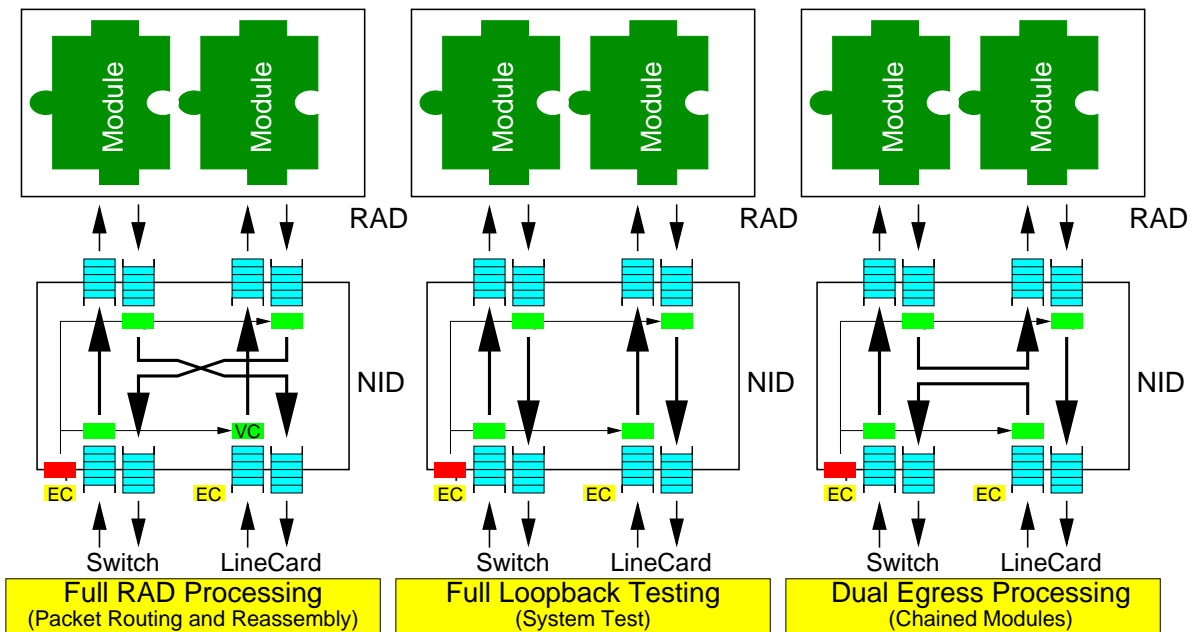 Module
Module
RAD
NID
VC
EC
EC
Switch
LineCard
Full RAD Processing
(Packet Routing and Reassembly)
Module
Module
RAD
NID
EC
EC
Switch
LineCard
Full Loopback Testing
(System Test)
Module
Module
RAD
NID
EC
EC
Switch
LineCard
Dual Egress Processing
(Chained Modules)